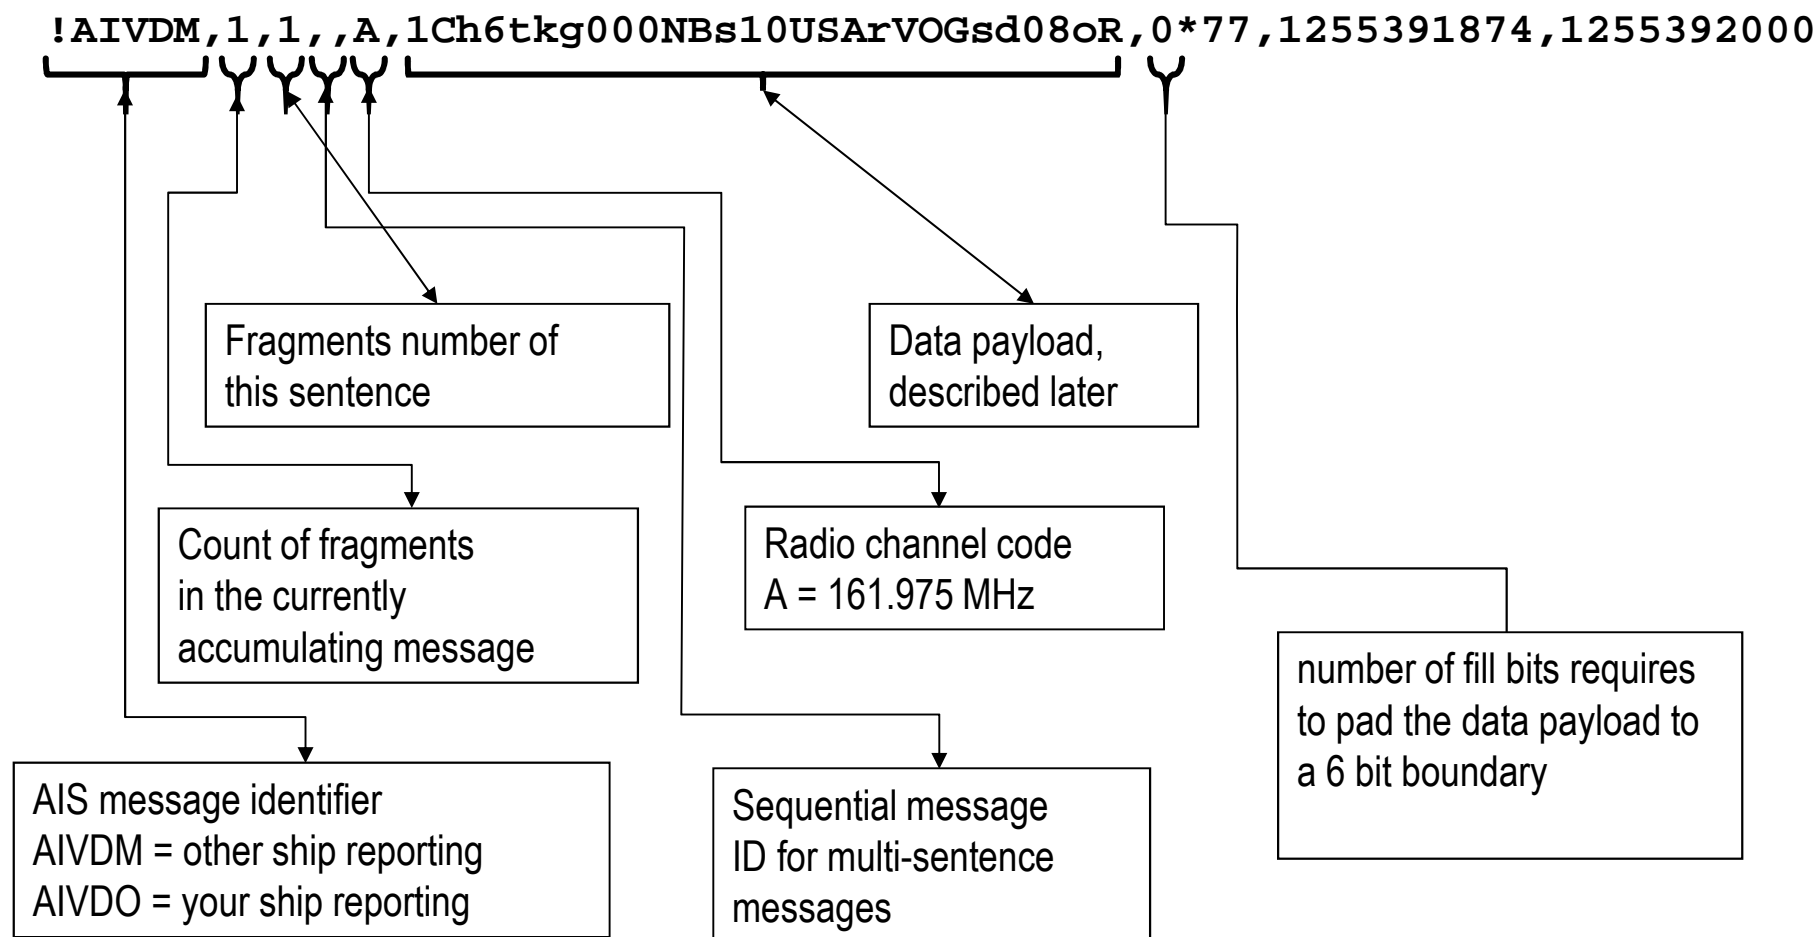 !AIVDM,1,1,,A,1Ch6tkg000NBs10USArVOGsd08oR,0*77,1255391874,1255392000
Fragments number of
this sentence
Data payload,
described later
Count of fragments
in the currently
accumulating message
Radio channel code
A = 161.975 MHz
number of fill bits requires
to pad the data payload to
a 6 bit boundary
AIS message identifier
AIVDM = other ship reporting
AIVDO = your ship reporting
Sequential message
ID for multi-sentence
messages